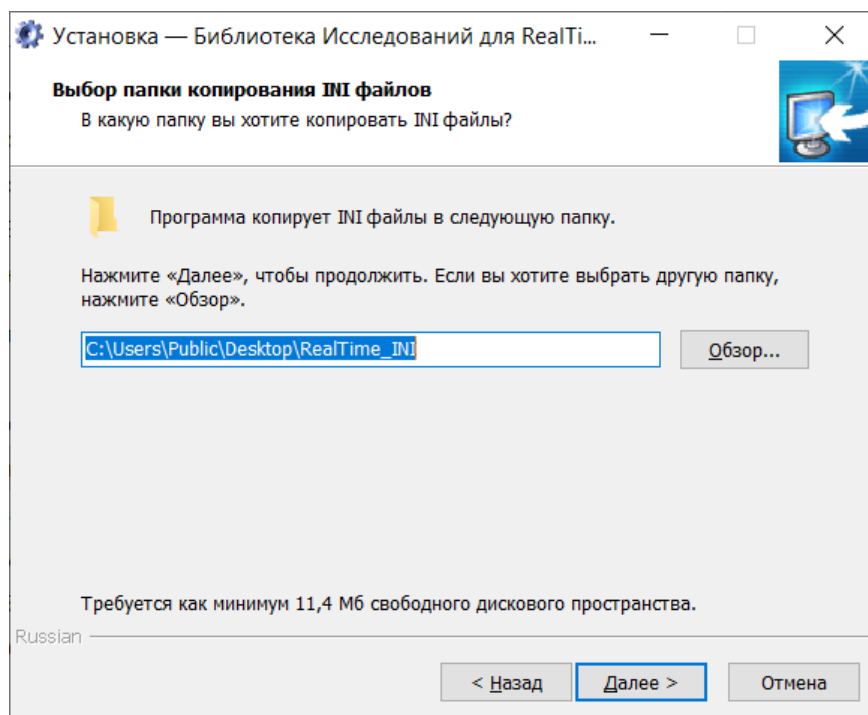 Установка — Библиотека Исследований для RealTi...
Выбор папки копирования INI файлов
В какую папку вы хотите копировать INI файлы?
Программа копирует INI файлы в следующую папку.
Нажмите «Далее», чтобы продолжить. Если вы хотите выбрать другую папку,
нажмите «Обзор».
C:\Users\Public\Desktop\RealTime_INI
Обзор...
Требуется как минимум 11,4 Мб свободного дискового пространства.
Russian
< Назад
Далее >
Отмена